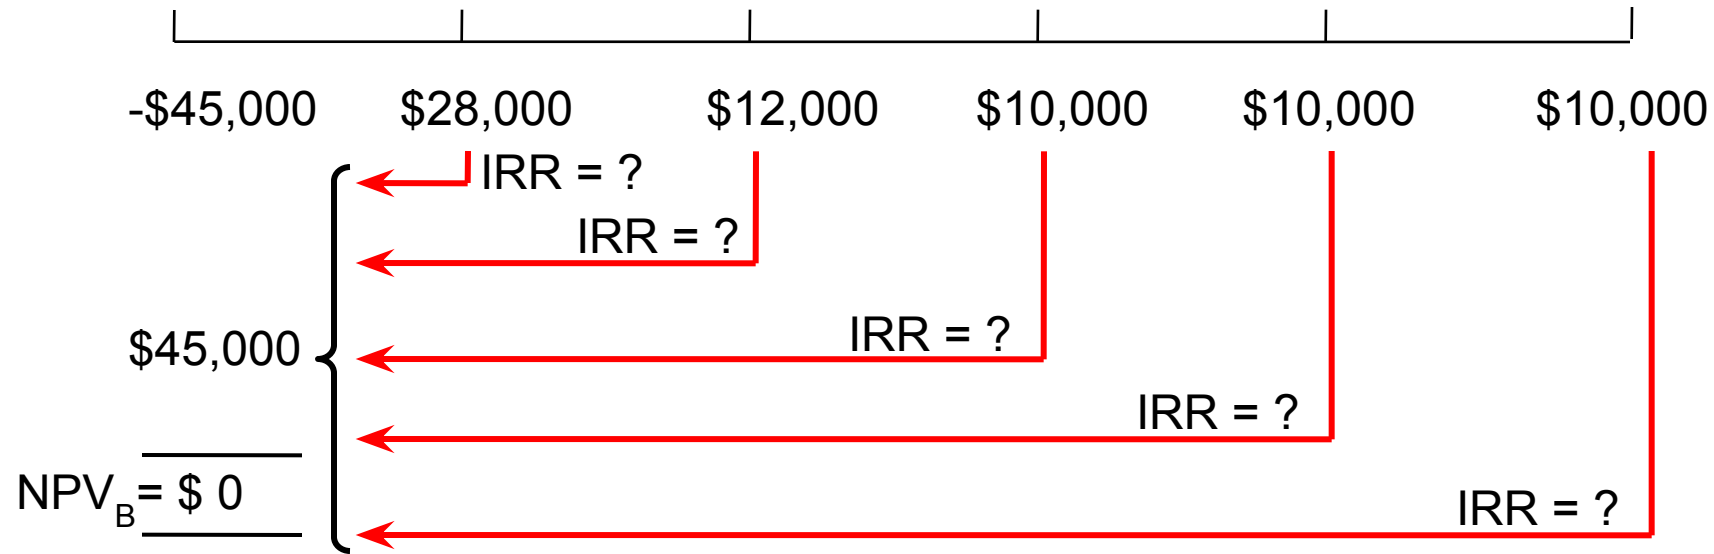 -$45,000 $28,000 $12,000 $10,000 $10,000 $10,000
IRR = ?
IRR = ?
IRR = ?
$45,000
IRR = ?
NPVB= $ 0
IRR = ?